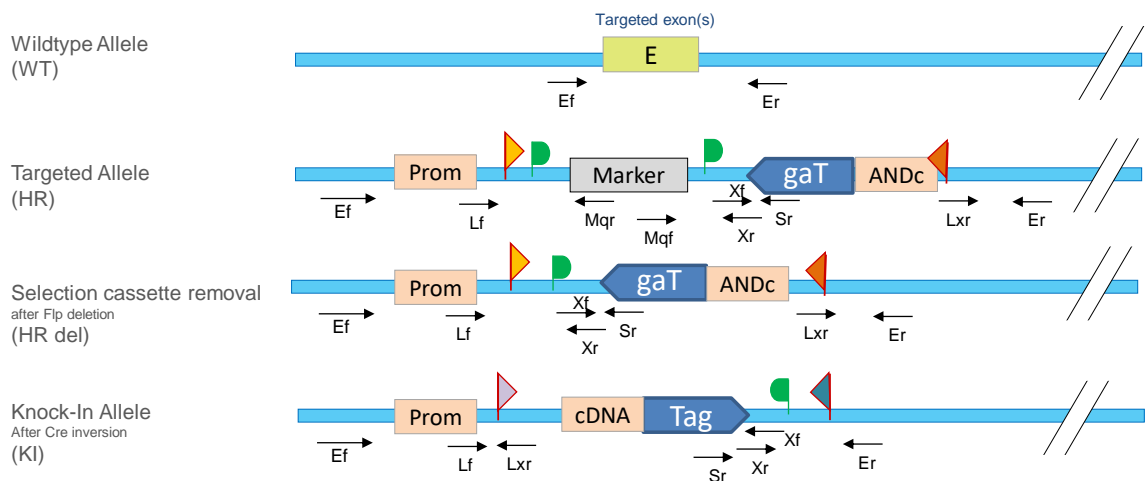 Targeted exon(s)
Wildtype Allele
(WT)
E
Ef
Er
Targeted Allele
(HR)
Prom
Marker
gaT
ANDc
Ef
Lf
Mqr
Mqf
Xf
Xr
Sr
Lxr
Er
Selection cassette removal
after Flp deletion
(HR del)
Prom
gaT
ANDc
Ef
Lf
Xf
Xr
Sr
Lxr
Er
Knock-In Allele
After Cre inversion
(KI)
Prom
cDNA
Tag
Ef
Lf
Lxr
Sr
Xr
Xf
Er